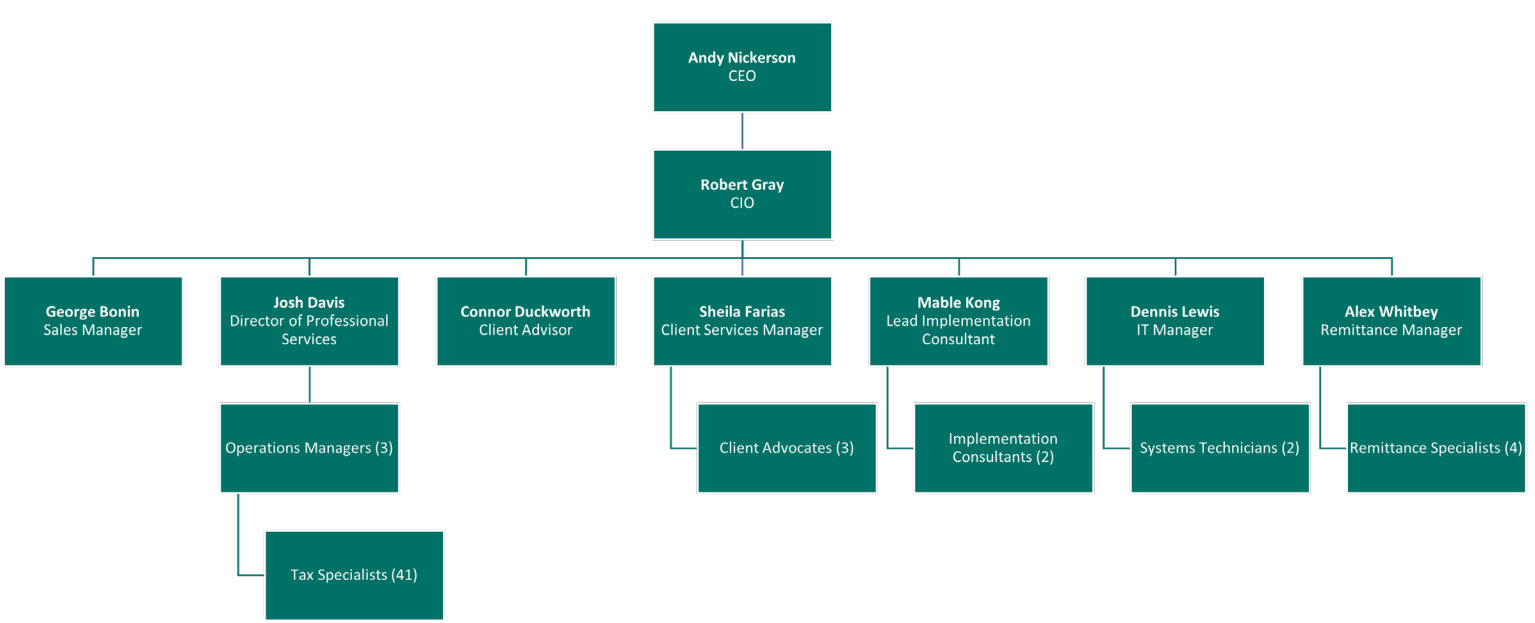 Andy Nickerson
CEO
Robert Gray
CIO
George Bonin
Sales Manager
Josh Davis
Director of Professional
Services
Connor Duckworth
Client Advisor
Sheila Farias
Client Services Manager
Mable Kong
Lead Implementation
Consultant
Dennis Lewis
IT Manager
Alex Whitbey
Remittance Manager
Operations Managers (3)
Client Advocates (3)
Implementation
Consultants (2)
Systems Technicians (2)
Remittance Specialists (4)
Tax Specialists (41)